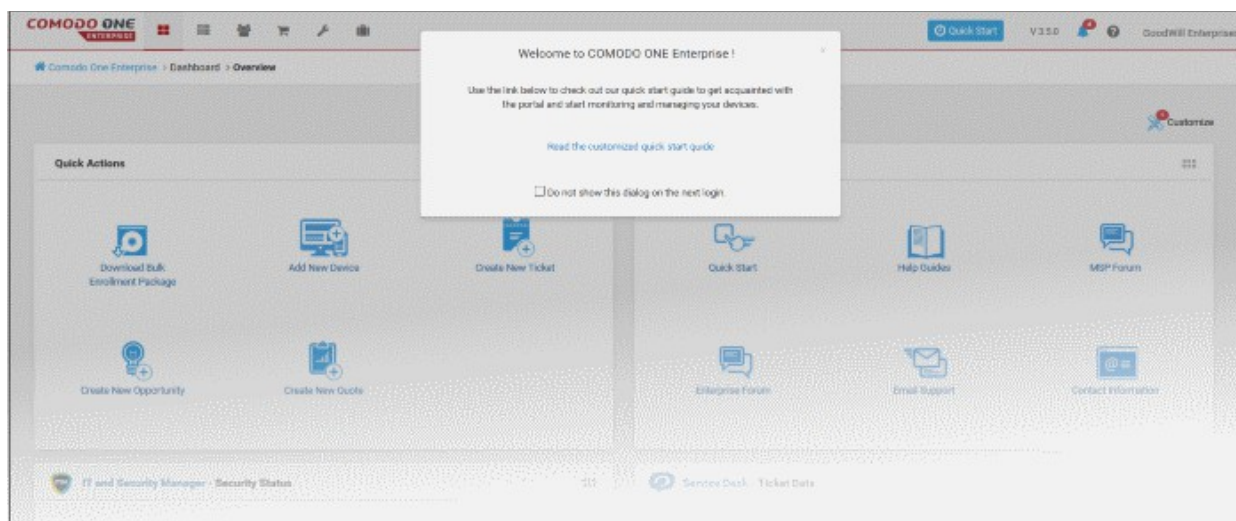 COMODO ONE
ENTERPRISE
Quick Start
V 3.5.0
GoodWill Enterprises
Comodo One Enterprise > Dashboard > Overview
Welcome to COMODO ONE Enterprise !
Use the link below to check out our quick start guide to get acquainted with
the portal and start monitoring and managing your devices.
Read the customized quick start guide
Do not show this dialog on the next login.
Customize
Quick Actions
Download Bulk
Enrollment Package
Add New Device
Create New Ticket
Create New Opportunity
Create New Quote
Quick Start
Help Guides
MSP Forum
Enterprise Forum
Email Support
Contact Information
IT and Security Manager - Security Status
Service Desk - Ticket Data